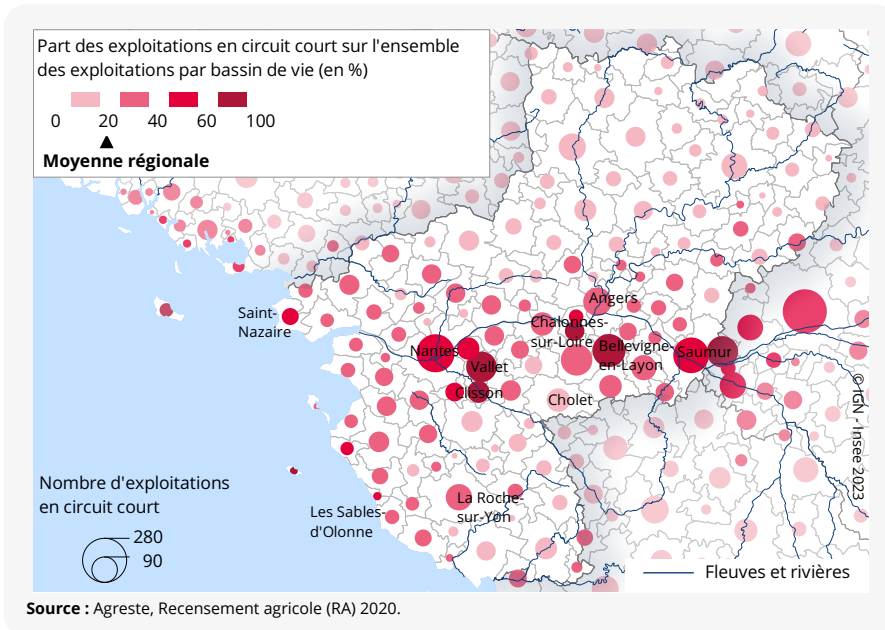 Part des exploitations en circuit court sur l'ensemble
des exploitations par bassin de vie (en %)
0 20 40 60 100
Moyenne régionale
Saint-
Nazaire
Angers
Chalonnes-
sur-Loire
Nantes
Vallet
Bellevigne-
en-Layon
Saumur
Clisson
Cholet
© IGN - Insee 2023
Nombre d'exploitations
en circuit court
280
90
Les Sables-
d'Olonne
La Roche-
sur-Yon
Fleuves et rivières
Source : Agreste, Recensement agricole (RA) 2020.